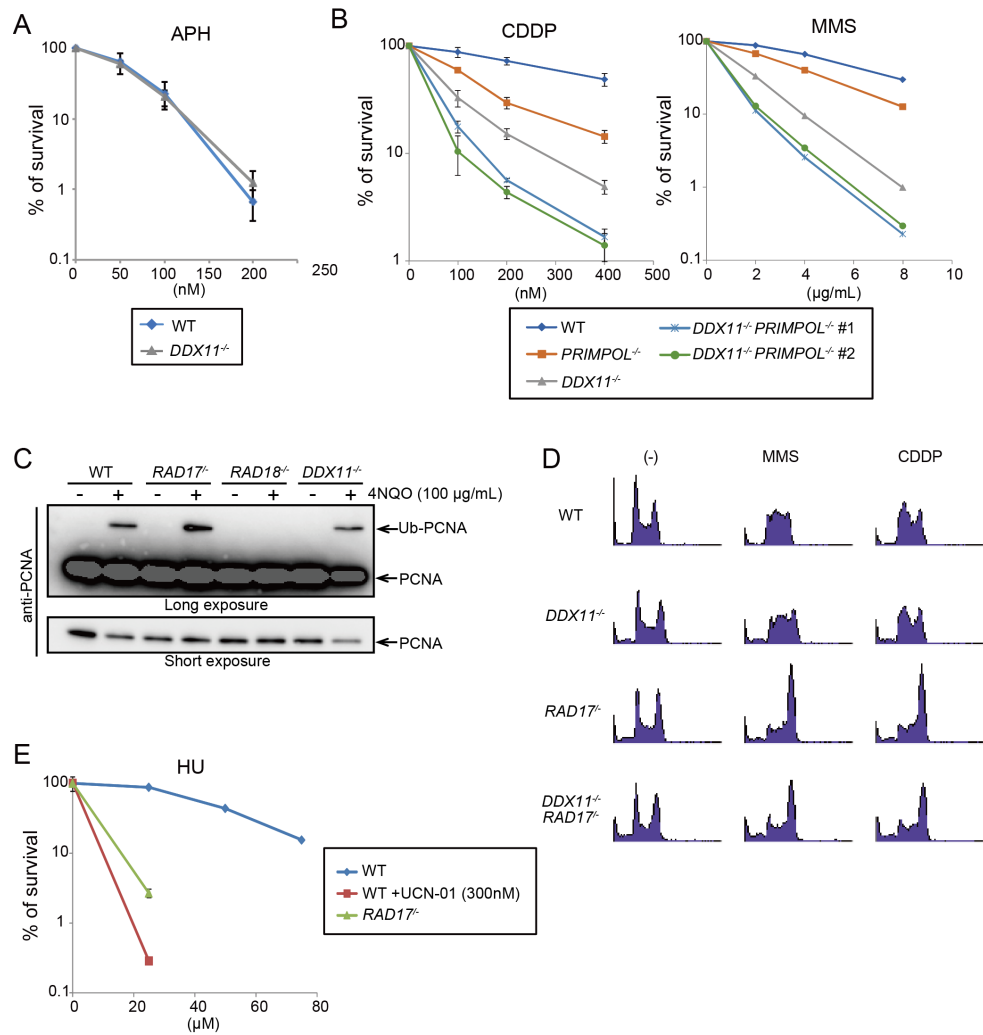 A
APH
% of survival
100
10
1
0.1
0 50 100 150 200 250
(nM)
WT
DDX11-/-
B
CDDP
% of survival
100
10
1
0 100 200 300 400 500
(nM)
MMS
% of survival
100
10
1
0.1
0 2 4 6 8 10
(µg/mL)
WT
PRIMPOL-/-
DDX11-/-
DDX11-/- PRIMPOL-/- #1
DDX11-/- PRIMPOL-/- #2
C
WT RAD17/- RAD18-/- DDX11-/-
- + - + - + - + 4NQO (100 µg/mL)
anti-PCNA
Ub-PCNA
PCNA
Long exposure
PCNA
Short exposure
D
(-) MMS CDDP
WT
DDX11-/-
RAD17/-
DDX11-/-
RAD17/-
E
HU
% of survival
100
10
1
0.1
0 20 40 60 80
(µM)
WT
WT +UCN-01 (300nM)
RAD17/-